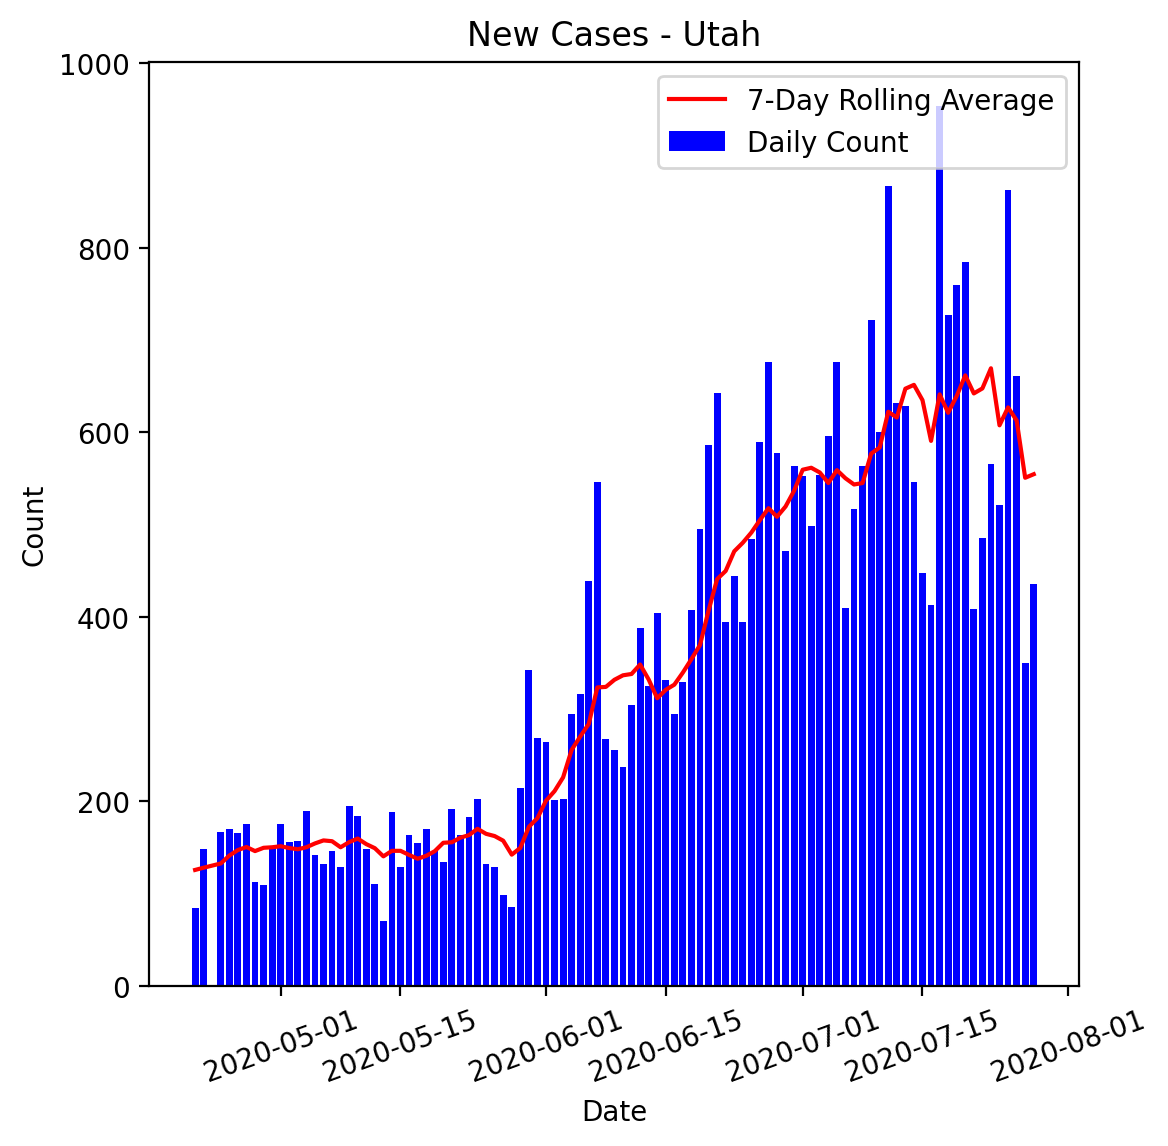 New Cases - Utah
7-Day Rolling Average
Daily Count
1000
800
600
400
200
0
Count
2020-05-01
2020-05-15
2020-06-01
2020-06-15
2020-07-01
2020-07-15
2020-08-01
Date